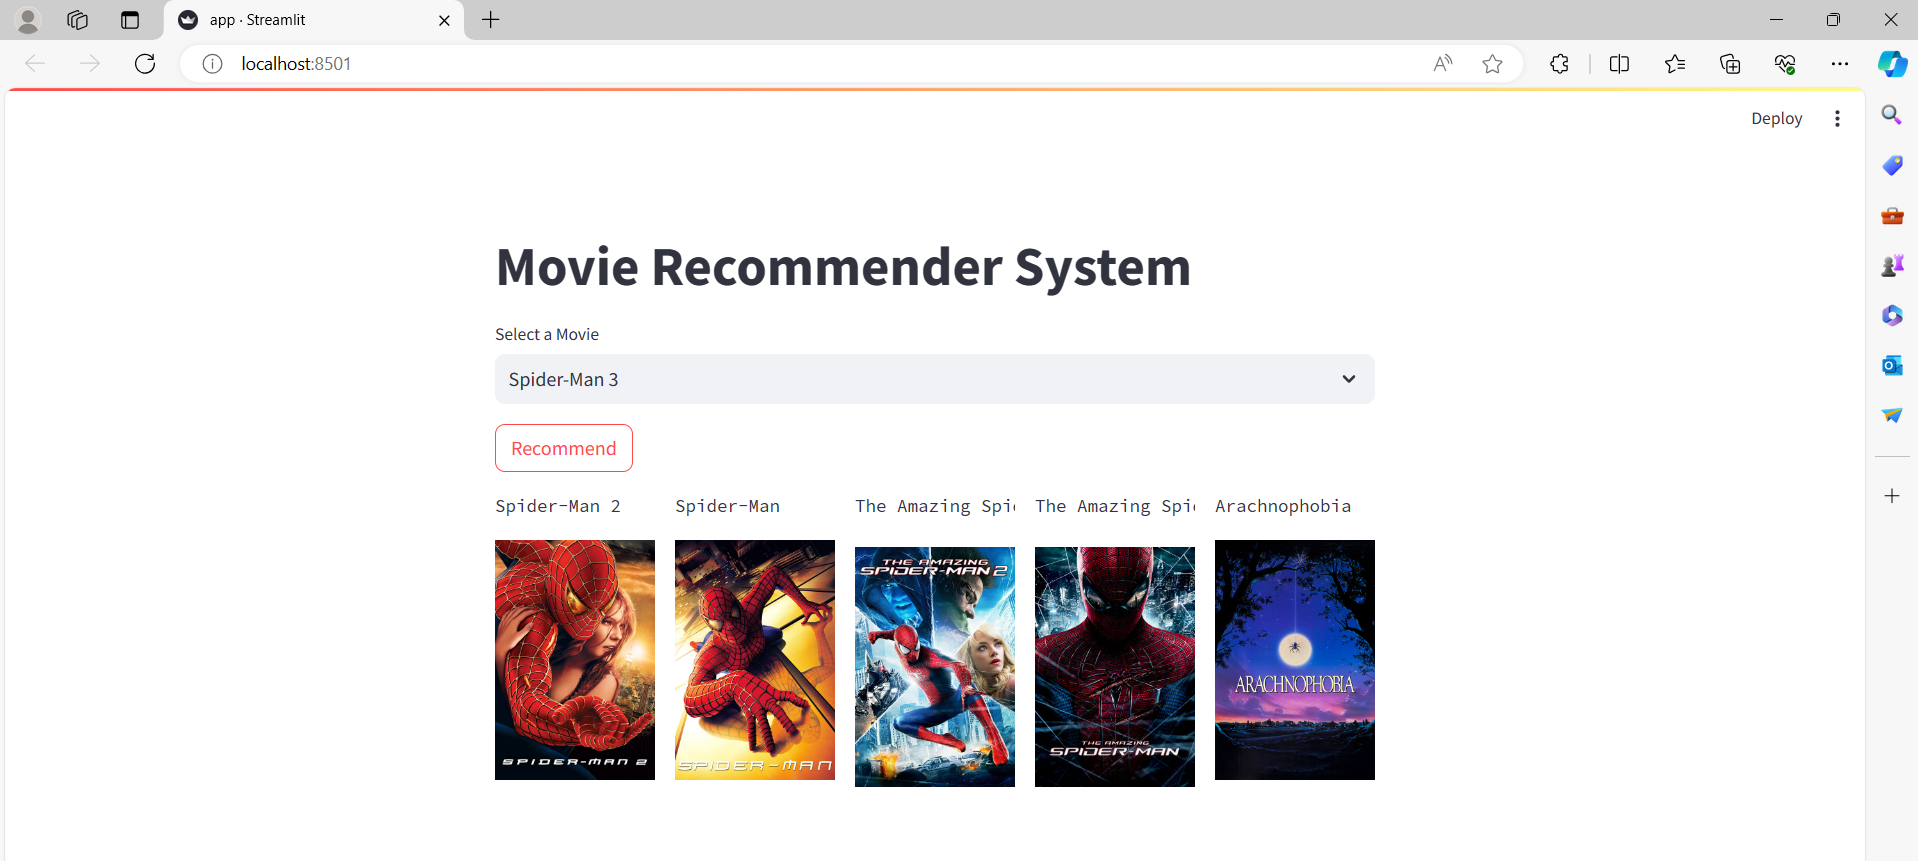 app · Streamlit
localhost:8501
Deploy
Movie Recommender System
Select a Movie
Spider-Man 3
Recommend
Spider-Man 2
Spider-Man
The Amazing Spi
The Amazing Spi
Arachnophobia
SPIDER-MAN 2
SPIDER-MAN
THE AMAZING
SPIDER-MAN 2
THE AMAZING
SPIDER-MAN
ARACHNOPHOBIA